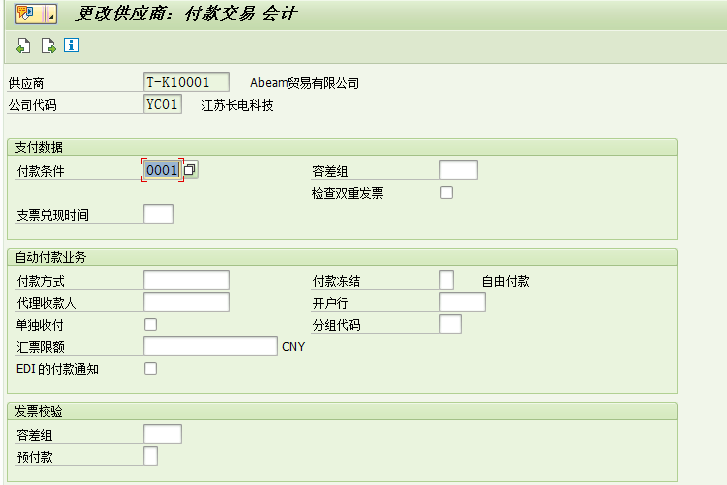 更改供应商: 付款交易 会计
供应商 T-K10001 Abeam贸易有限公司
公司代码 YC01 江苏长电科技
支付数据
付款条件 0001 容差组
检查双重发票
支票兑现时间
自动付款业务
付款方式 付款冻结 自由付款
代理收款人 开户行
单独收付 分组代码
汇票限额 CNY
EDI 的付款通知
发票校验
容差组
预付款